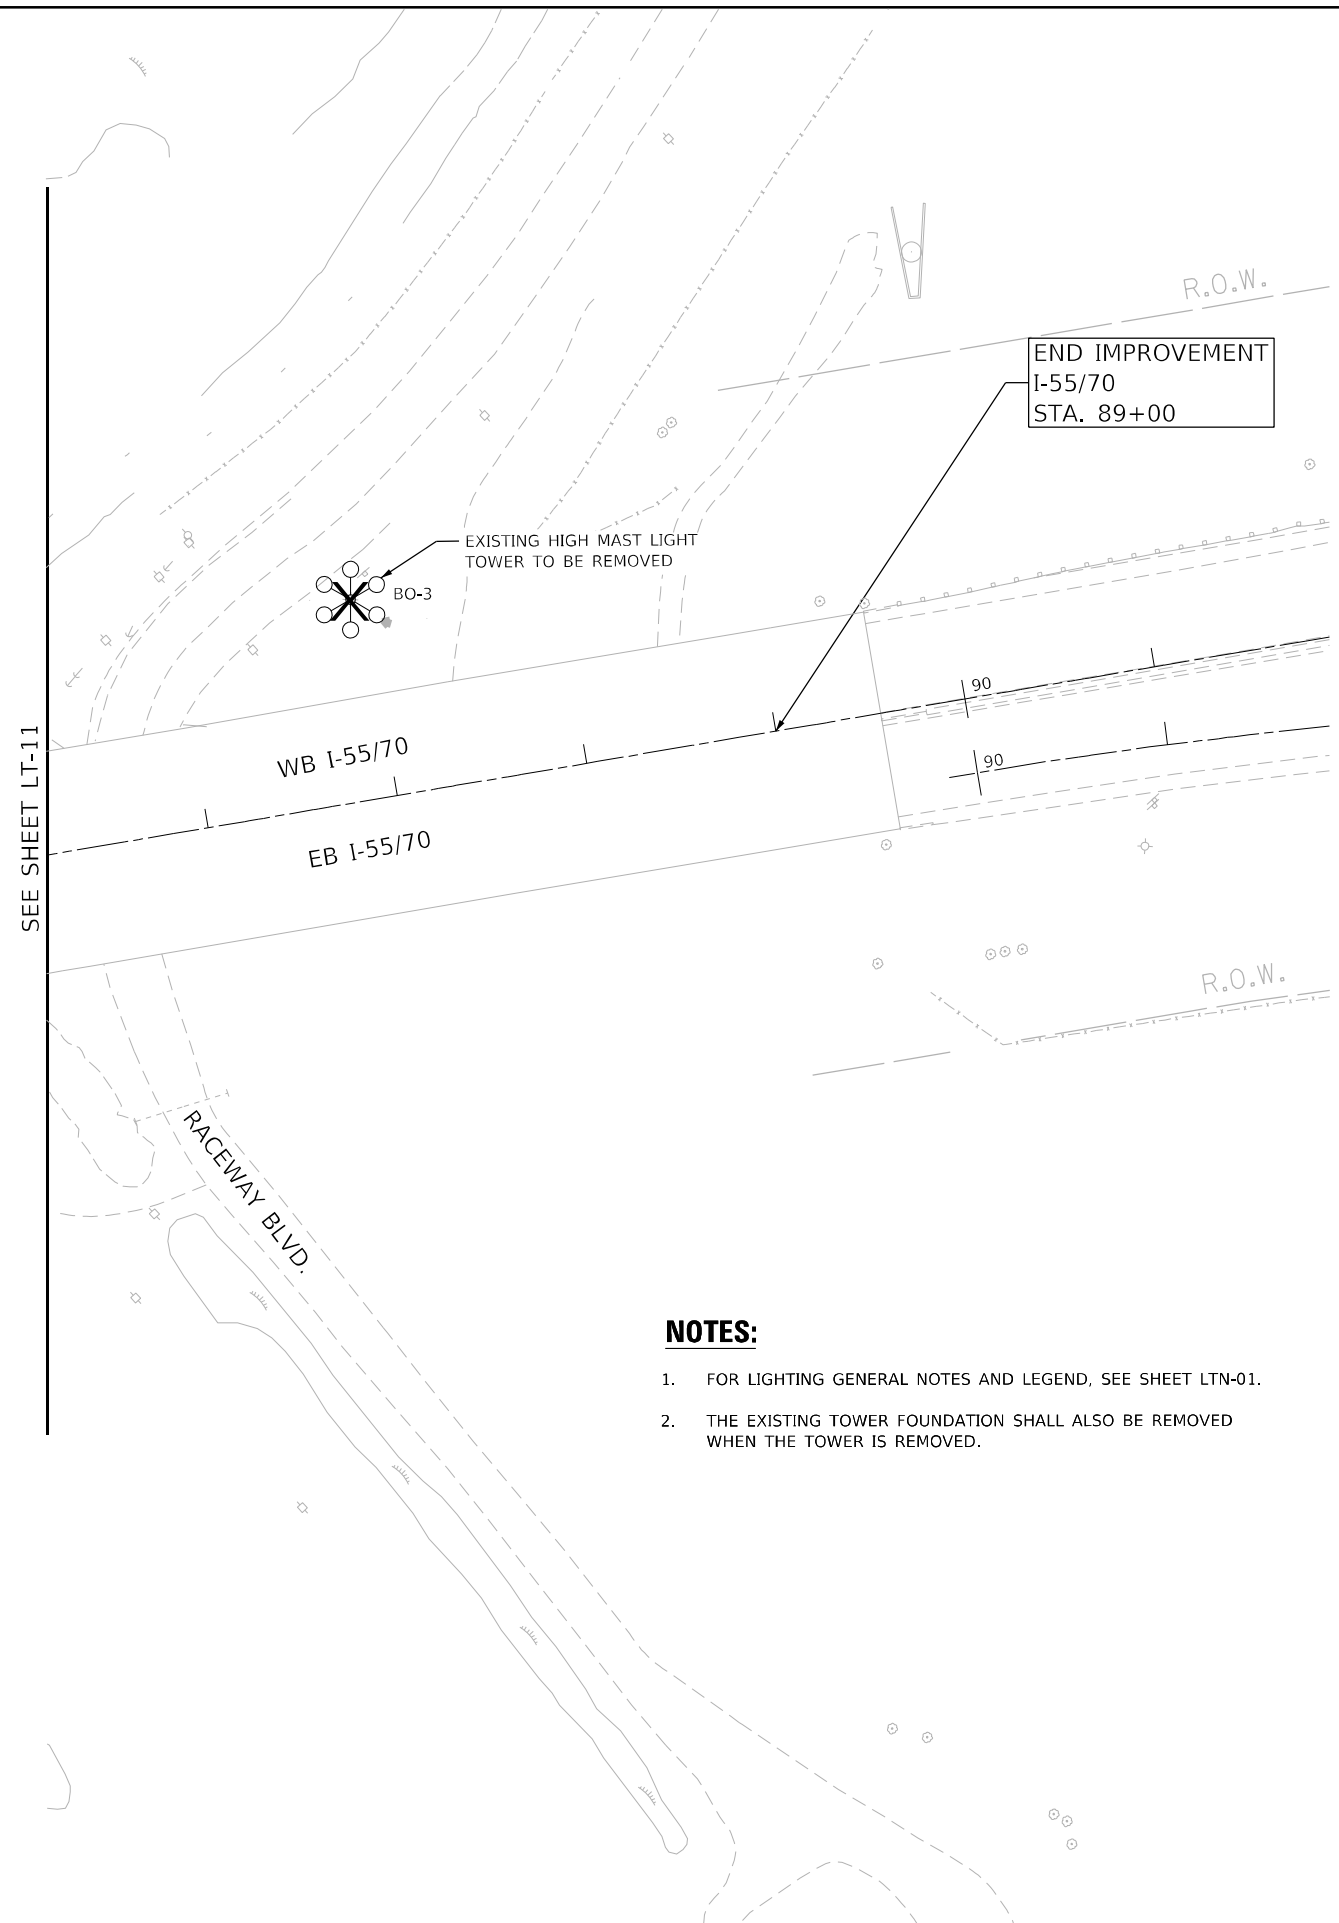 R.O.W.
END IMPROVEMENT
I-55/70
STA. 89+00
EXISTING HIGH MAST LIGHT
TOWER TO BE REMOVED
BO-3
90
90
WB I-55/70
EB I-55/70
SEE SHEET LT-11
R.O.W.
RACEWAY BLVD.
NOTES:
1. FOR LIGHTING GENERAL NOTES AND LEGEND, SEE SHEET LTN-01.
2. THE EXISTING TOWER FOUNDATION SHALL ALSO BE REMOVED
WHEN THE TOWER IS REMOVED.